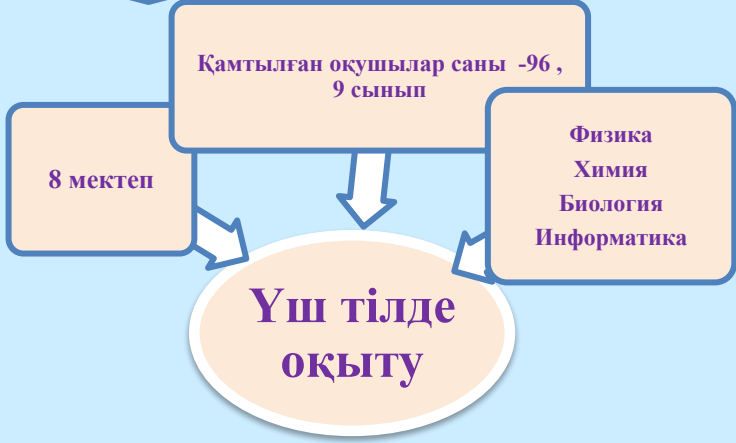 Қамтылған оқушылар саны -96 ,
9 сынып
8 мектеп
Физика
Химия
Биология
Информатика
Үш тілде
оқыту